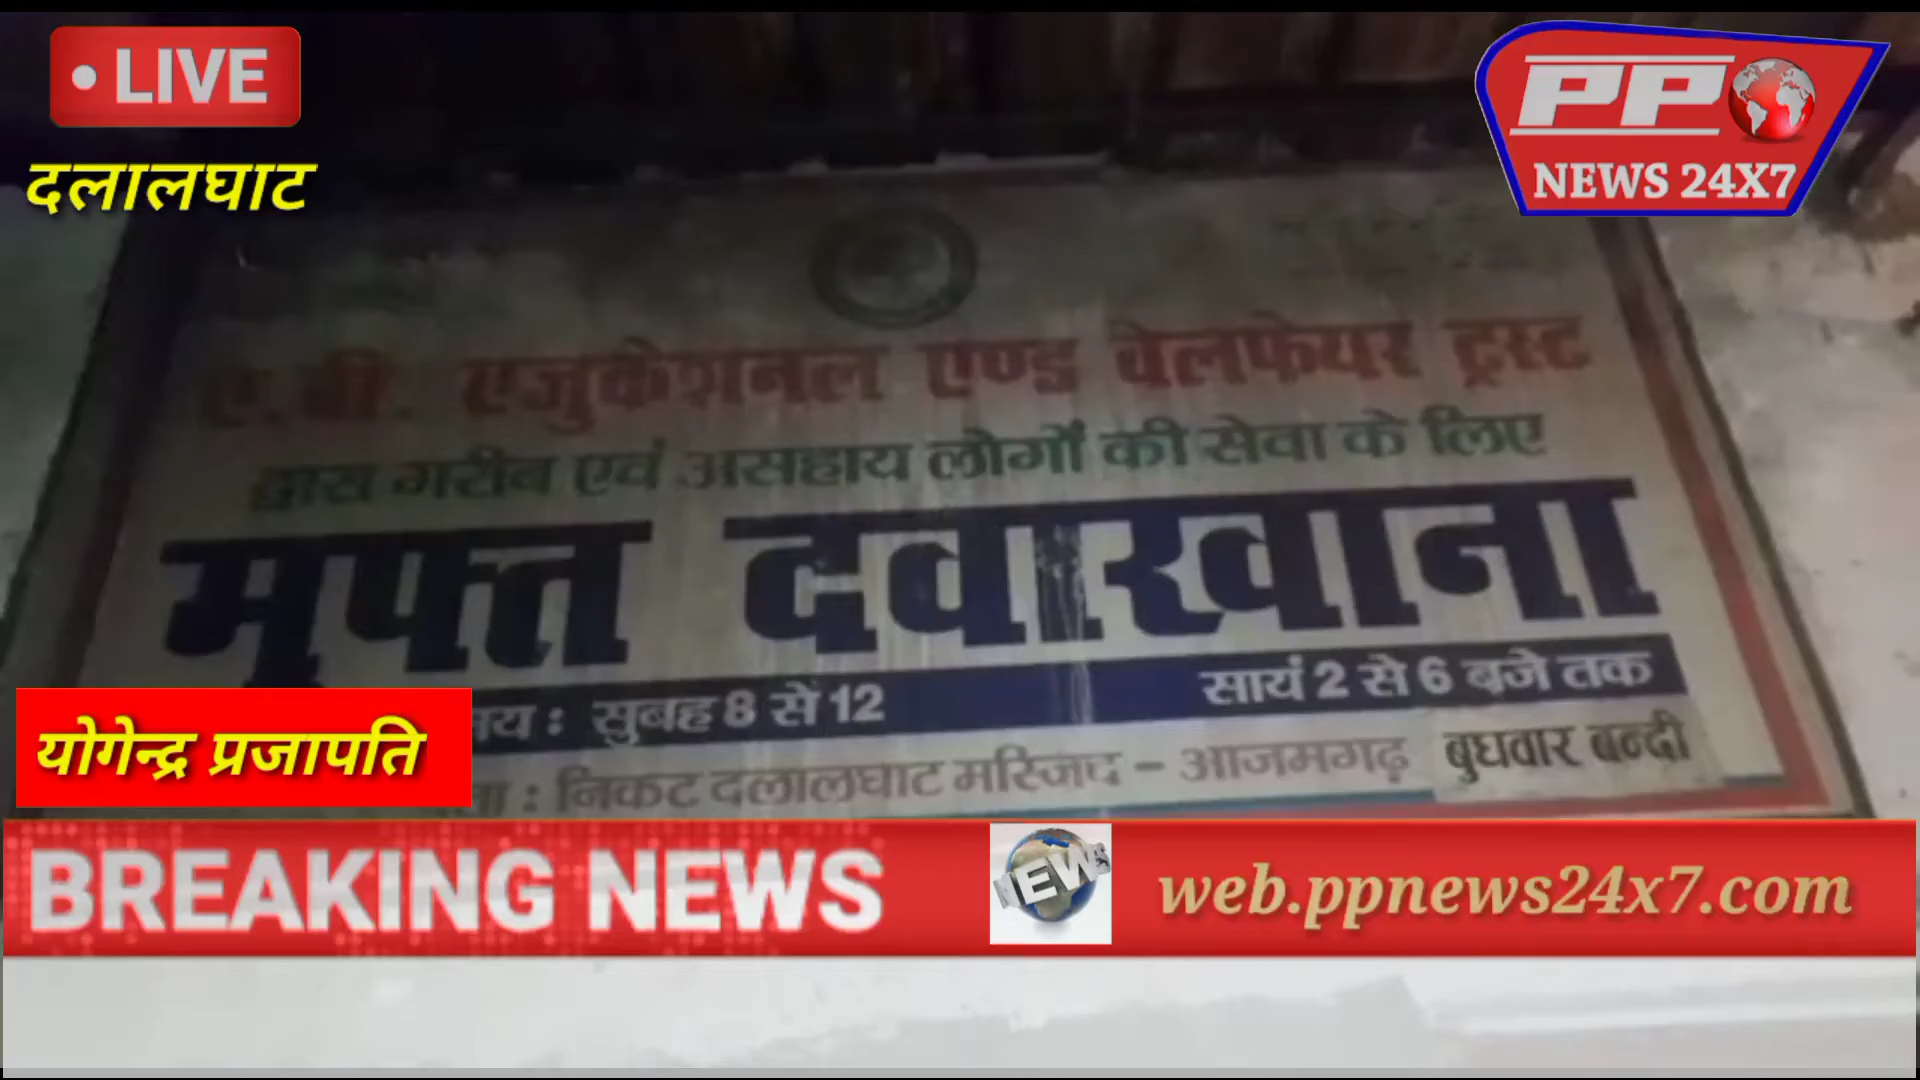 LIVE
PP
NEWS 24X7
दलालघाट
ए.बी. एजुकेशनल एण्ड वेलफेयर ट्रस्ट
द्वारा गरीब एवं असहाय लोगों की सेवा के लिए
मुफ्त दवाखाना
सुबह 8 से 12 सायं 2 से 6 बजे तक
योगेन्द्र प्रजापति
: निकट दलालघाट मस्जिद - आजमगढ़ बुधवार बन्दी
BREAKING NEWS
NEWS
web.ppnews24x7.com